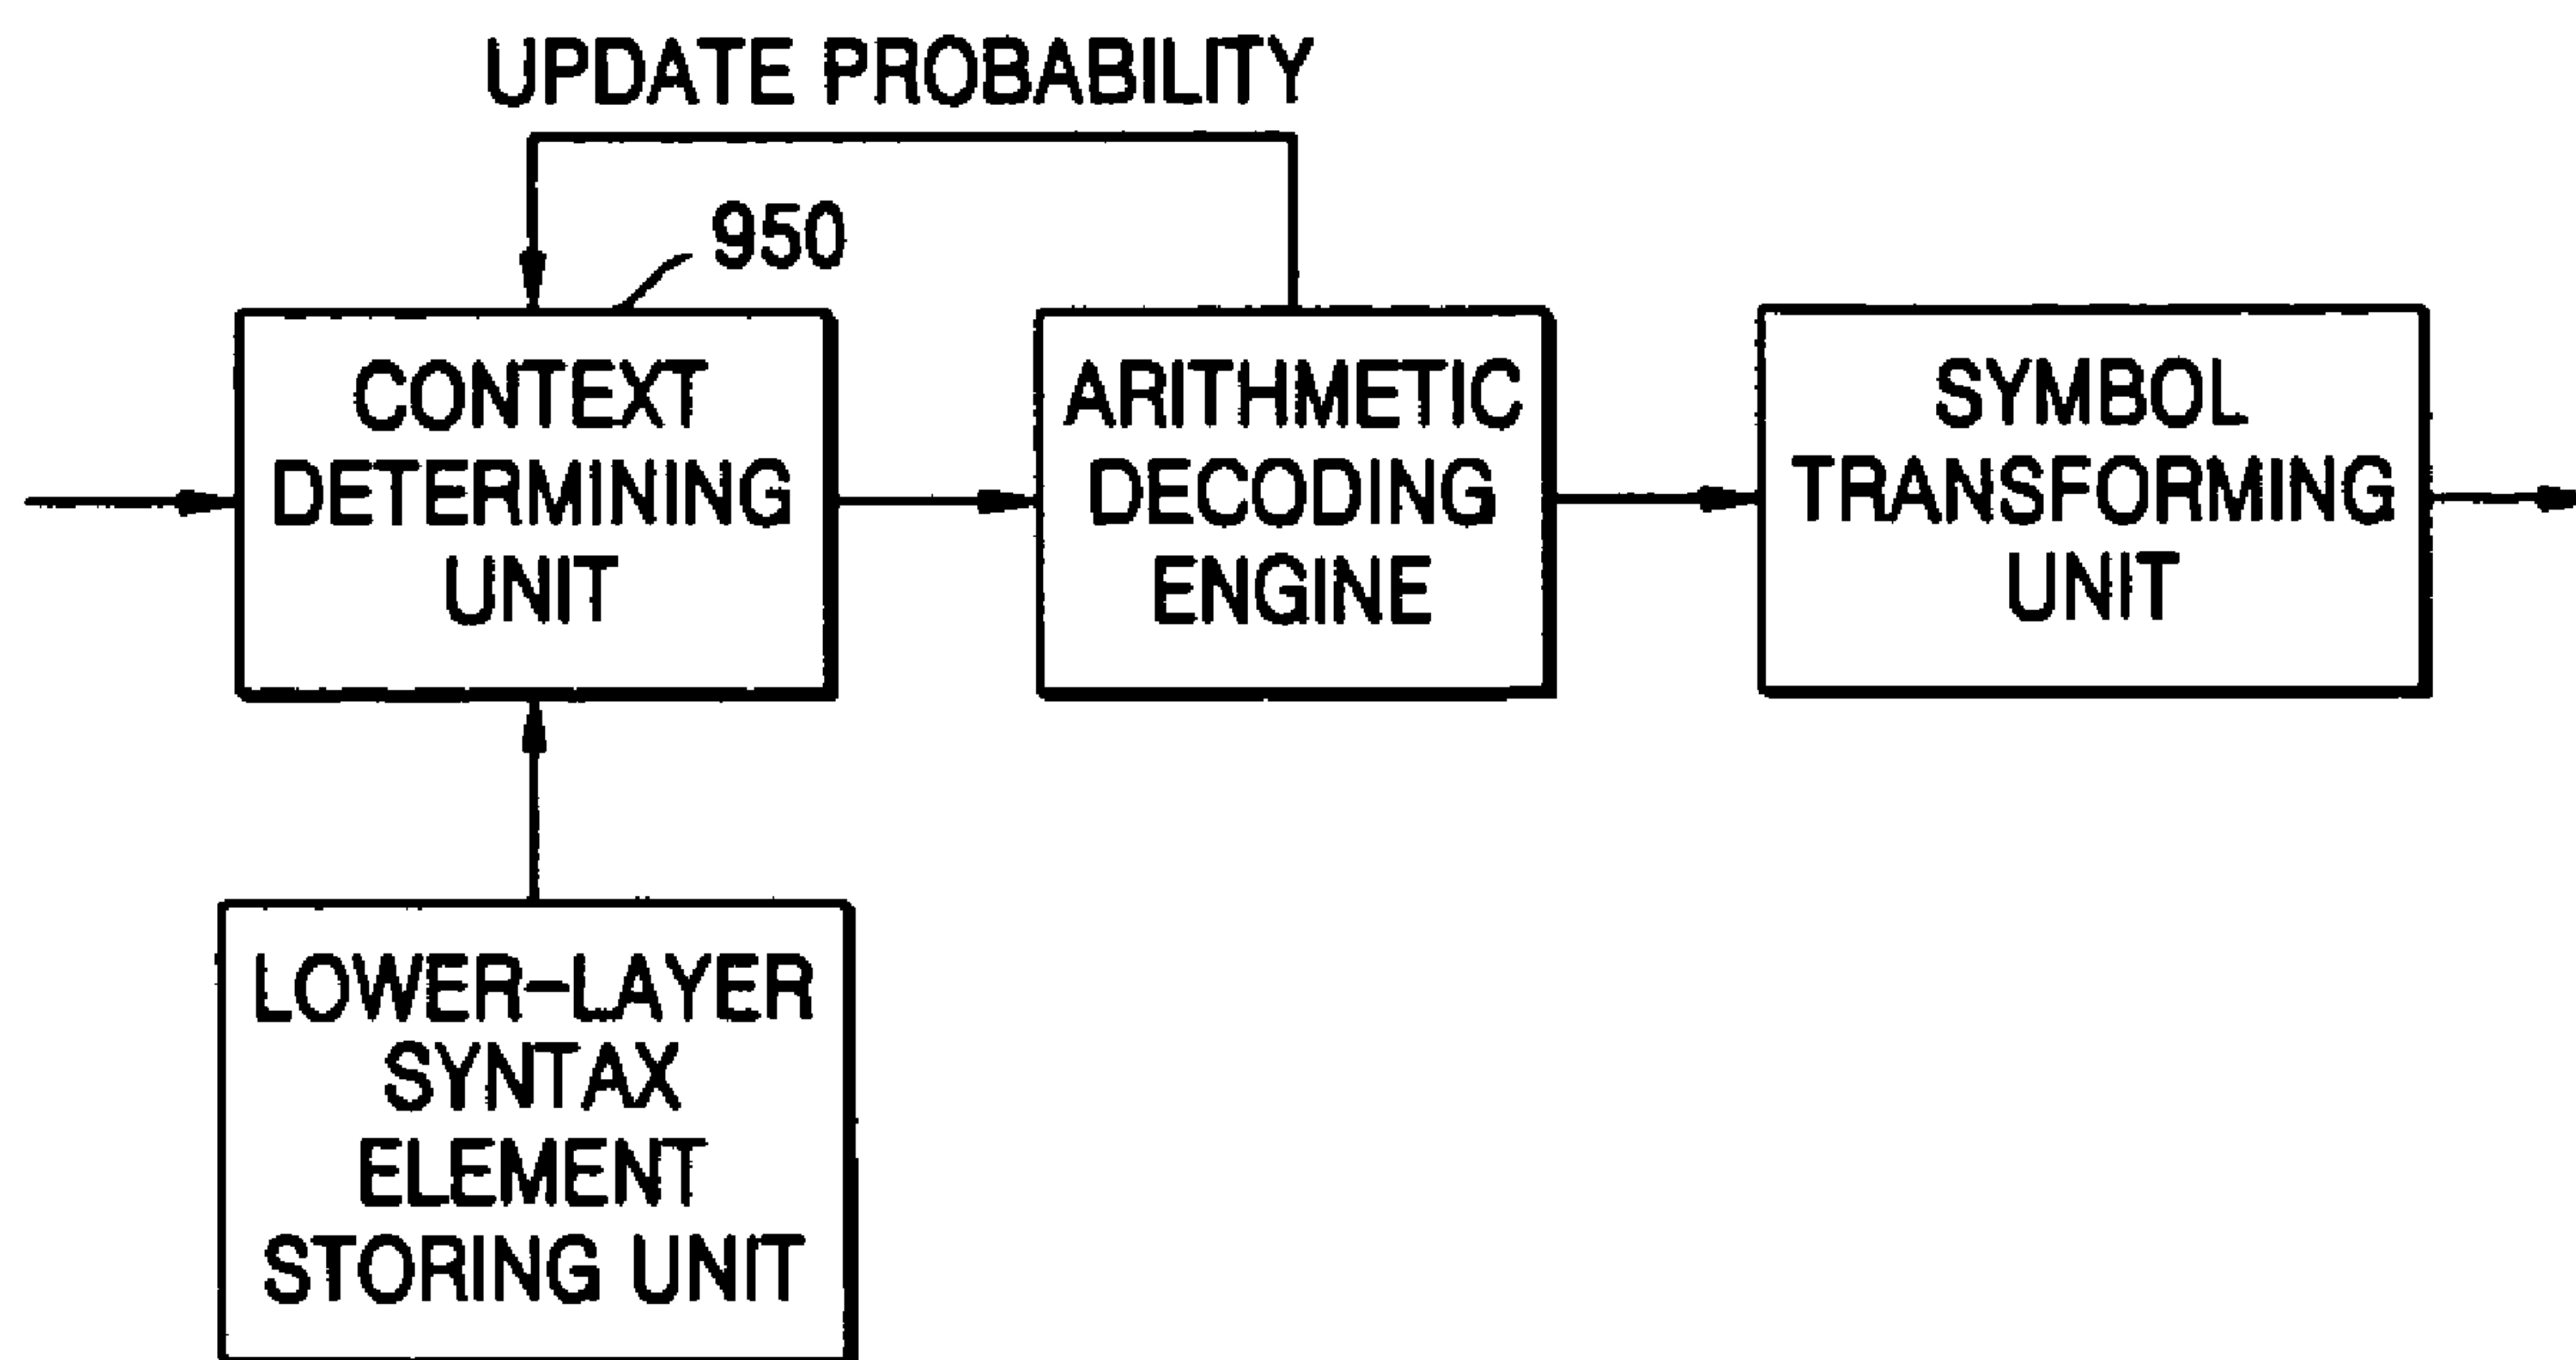 UPDATE PROBABILITY
950
CONTEXT
DETERMINING
UNIT
ARITHMETIC
DECODING
ENGINE
SYMBOL
TRANSFORMING
UNIT
LOWER-LAYER
SYNTAX
ELEMENT
STORING UNIT